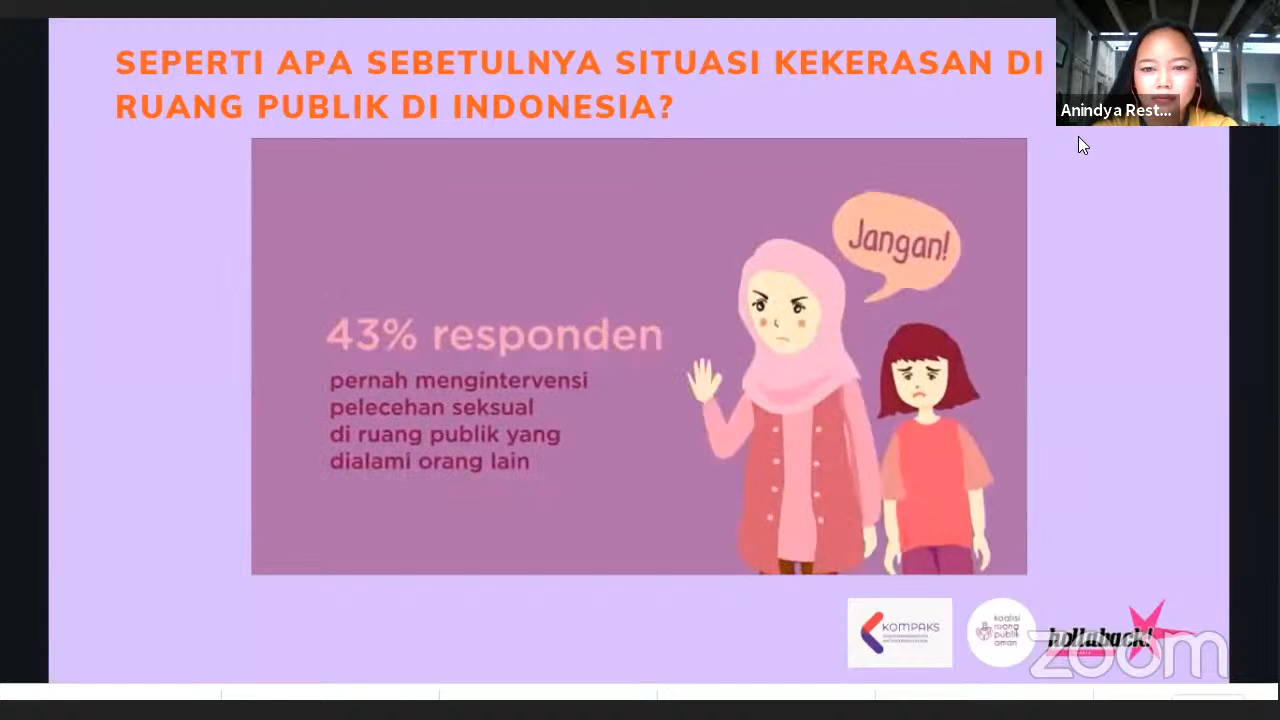 SEPERTI APA SEBETULNYA SITUASI KEKERASAN DI
RUANG PUBLIK DI INDONESIA?
Anindya Rest...
Jangan!
43% responden
pernah mengintervensi
pelecehan seksual
di ruang publik yang
dialami orang lain
KOMPAKS
koalisi
ruang
publik
aman
hollaback!
zoom